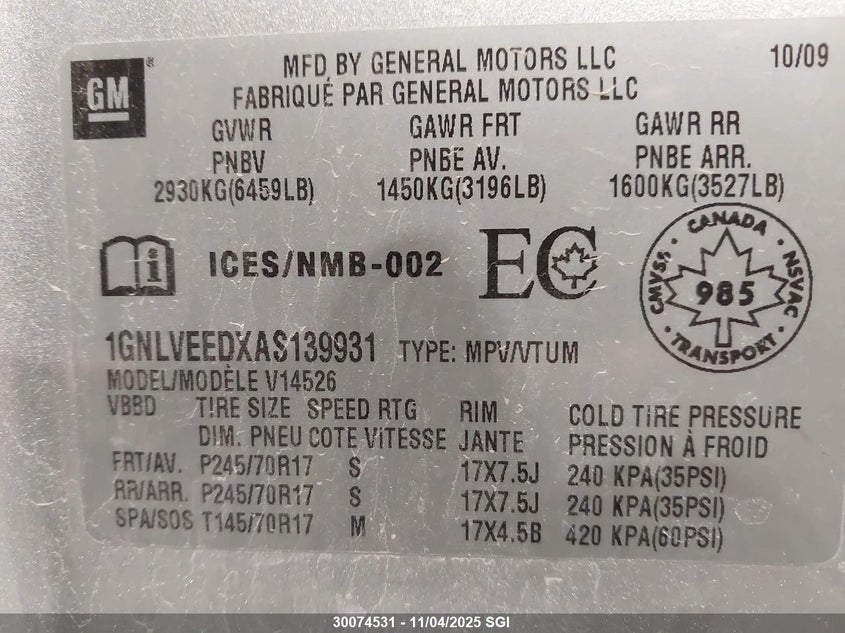 GM
MFD BY GENERAL MOTORS LLC 10/09
FABRIQUÉ PAR GENERAL MOTORS LLC
GVWR GAWR FRT GAWR RR
PNBV PNBE AV. PNBE ARR.
2930KG(6459LB) 1450KG(3196LB) 1600KG(3527LB)
ICES/NMB-002 EC
CANADA CMVSS NSVAC 985 TRANSPORT
1GNLVEEDXAS139931 TYPE: MPV/VTUM
MODEL/MODÈLE V14526
VBBD TIRE SIZE SPEED RTG RIM COLD TIRE PRESSURE
DIM. PNEU COTE VITESSE JANTE PRESSION À FROID
FRT/AV. P245/70R17 S 17X7.5J 240 KPA(35PSI)
RR/ARR. P245/70R17 S 17X7.5J 240 KPA(35PSI)
SPA/SOS T145/70R17 M 17X4.5B 420 KPA(60PSI)
30074531 - 11/04/2025 SGI